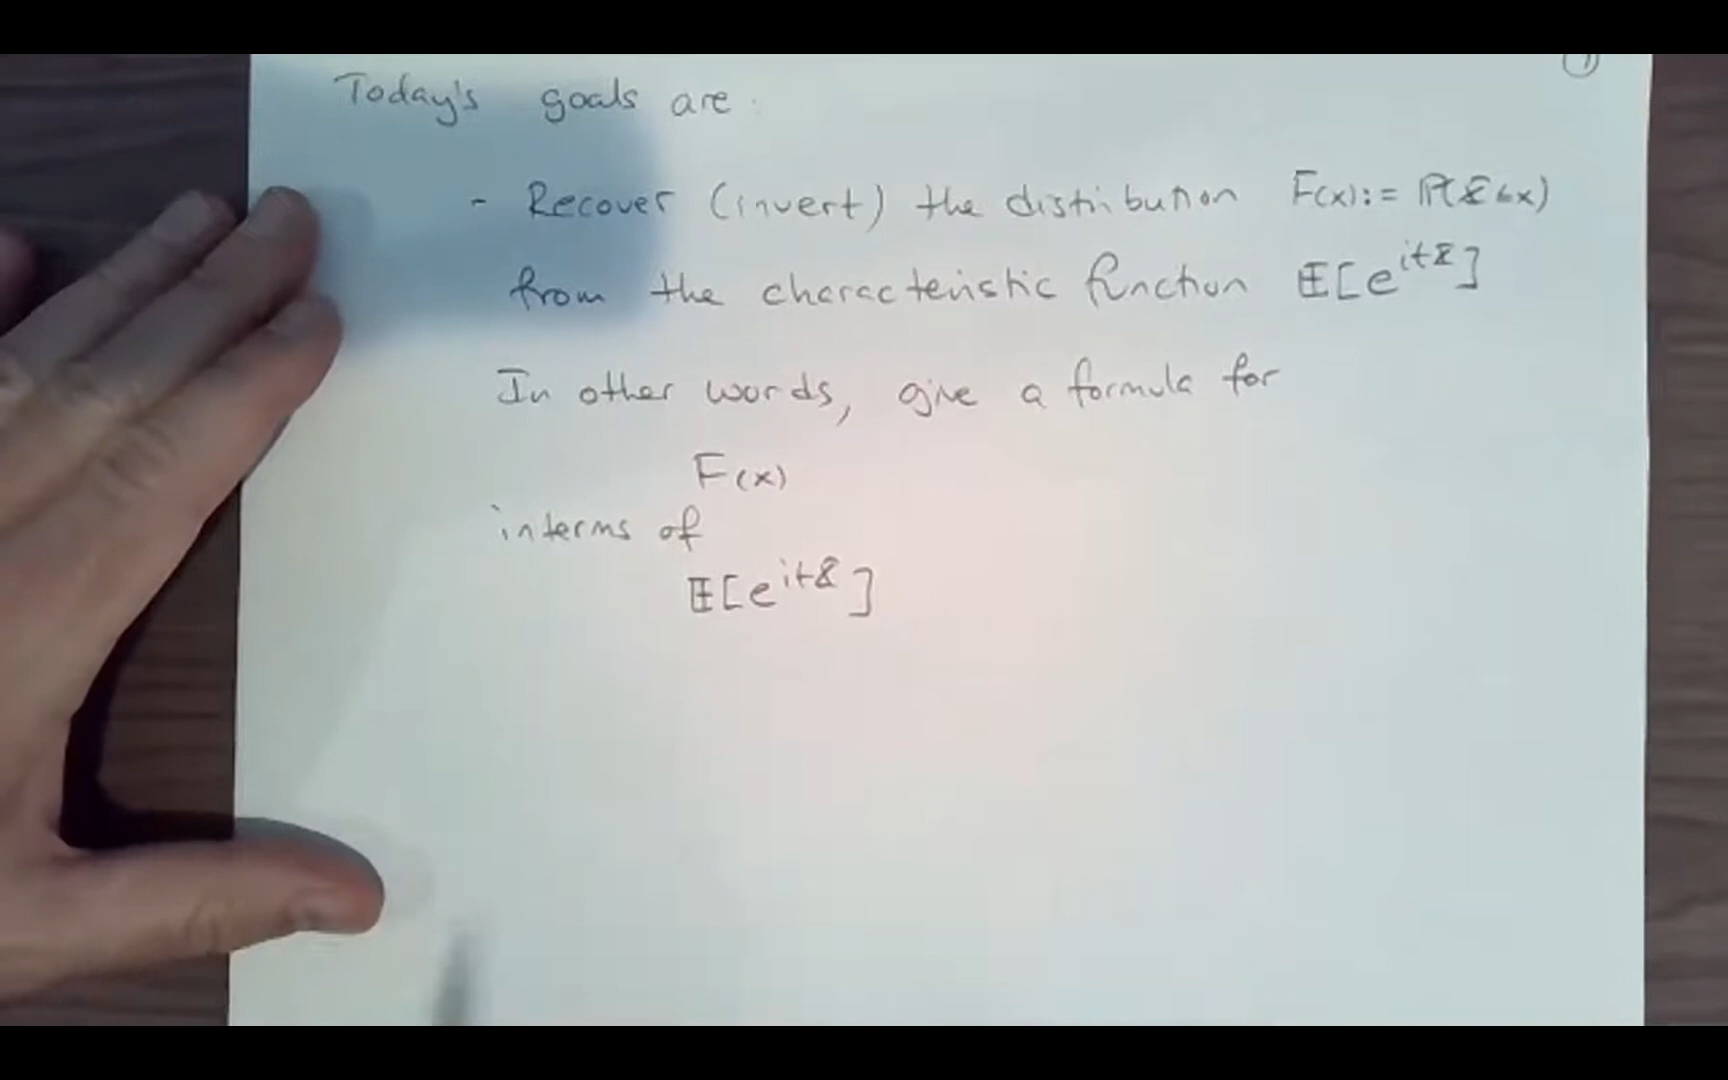 ①
Today's goals are:
- Recover (invert) the distribution F(x) := ℙ(ξ<x)
from the characteristic function 𝔼[e^{itξ}]
In other words, give a formula for
F(x)
interms of
𝔼[e^{itξ}]